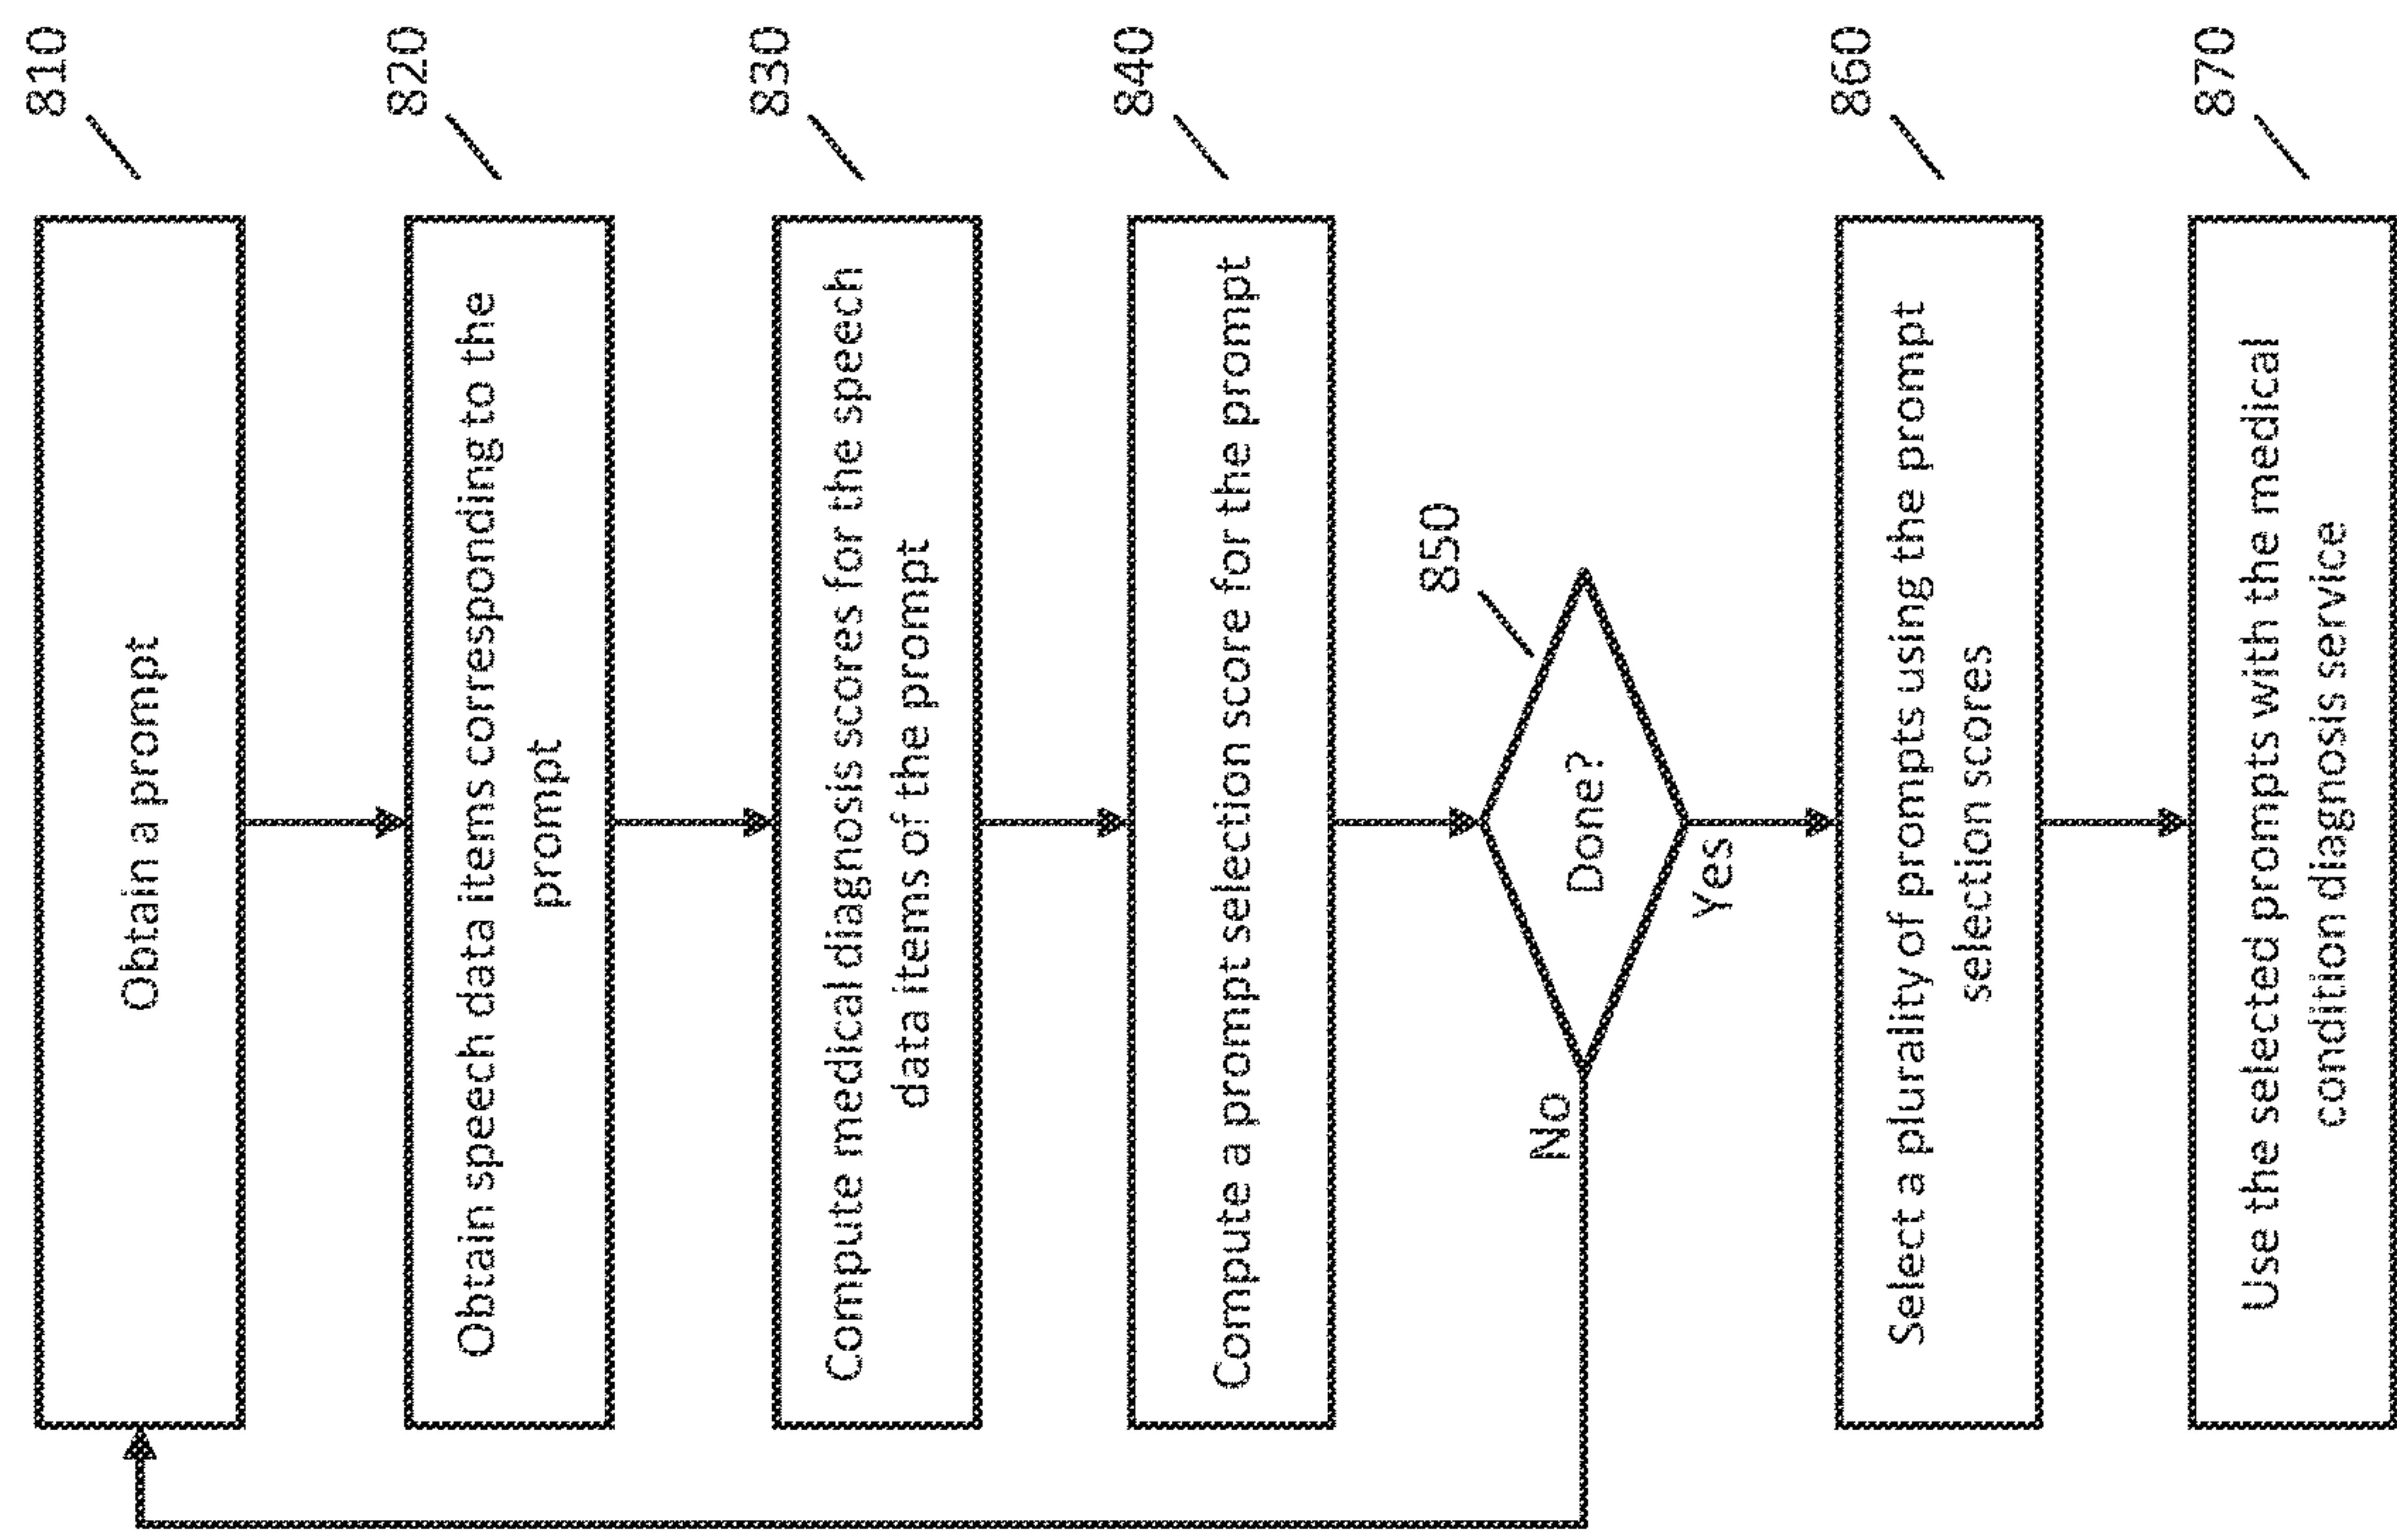 Obtain a prompt
810
Obtain speech data items corresponding to the
prompt
820
Compute medical diagnosis scores for the speech
data items of the prompt
830
Compute a prompt selection score for the prompt
840
850
Done?
No
Yes
Select a plurality of prompts using the prompt
selection scores
860
Use the selected prompts with the medical
condition diagnosis service
870